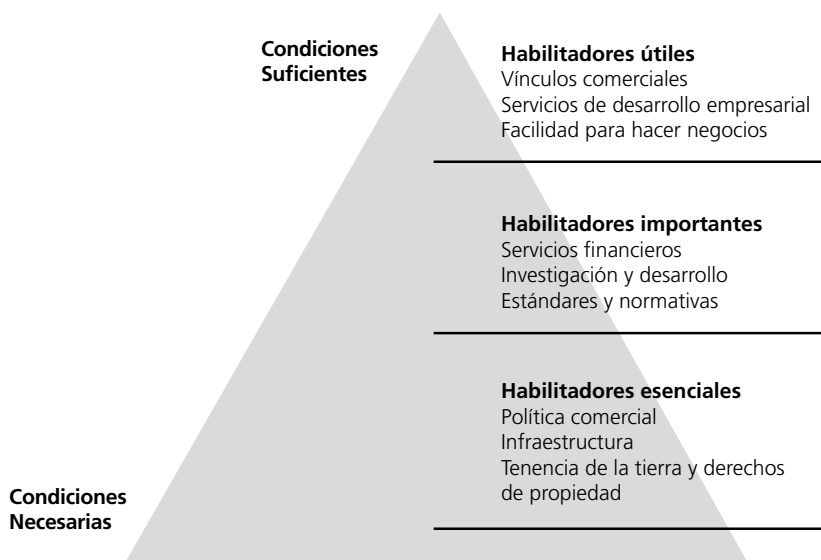 Condiciones
Suficientes
Habilitadores útiles
Vínculos comerciales
Servicios de desarrollo empresarial
Facilidad para hacer negocios
Habilitadores importantes
Servicios financieros
Investigación y desarrollo
Estándares y normativas
Habilitadores esenciales
Política comercial
Infraestructura
Tenencia de la tierra y derechos
de propiedad
Condiciones
Necesarias